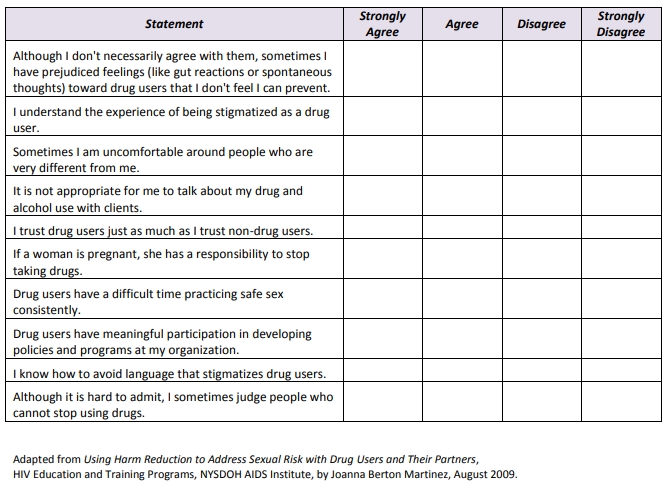 Statement
Strongly Agree
Agree
Disagree
Strongly Disagree
Although I don't necessarily agree with them, sometimes I
have prejudiced feelings (like gut reactions or spontaneous
thoughts) toward drug users that I don't feel I can prevent.
I understand the experience of being stigmatized as a drug
user.
Sometimes I am uncomfortable around people who are
very different from me.
It is not appropriate for me to talk about my drug and
alcohol use with clients.
I trust drug users just as much as I trust non-drug users.
If a woman is pregnant, she has a responsibility to stop
taking drugs.
Drug users have a difficult time practicing safe sex
consistently.
Drug users have meaningful participation in developing
policies and programs at my organization.
I know how to avoid language that stigmatizes drug users.
Although it is hard to admit, I sometimes judge people who
cannot stop using drugs.
Adapted from Using Harm Reduction to Address Sexual Risk with Drug Users and Their Partners,
HIV Education and Training Programs, NYSDOH AIDS Institute, by Joanna Berton Martinez, August 2009.